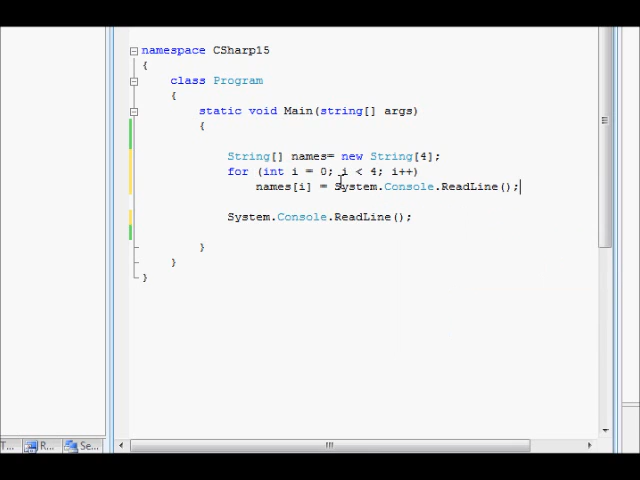 namespace CSharp15
{
class Program
{
static void Main(string[] args)
{
String[] names= new String[4];
for (int i = 0; i < 4; i++)
names[i] = System.Console.ReadLine();
System.Console.ReadLine();
}
}
}
T... R... Se...